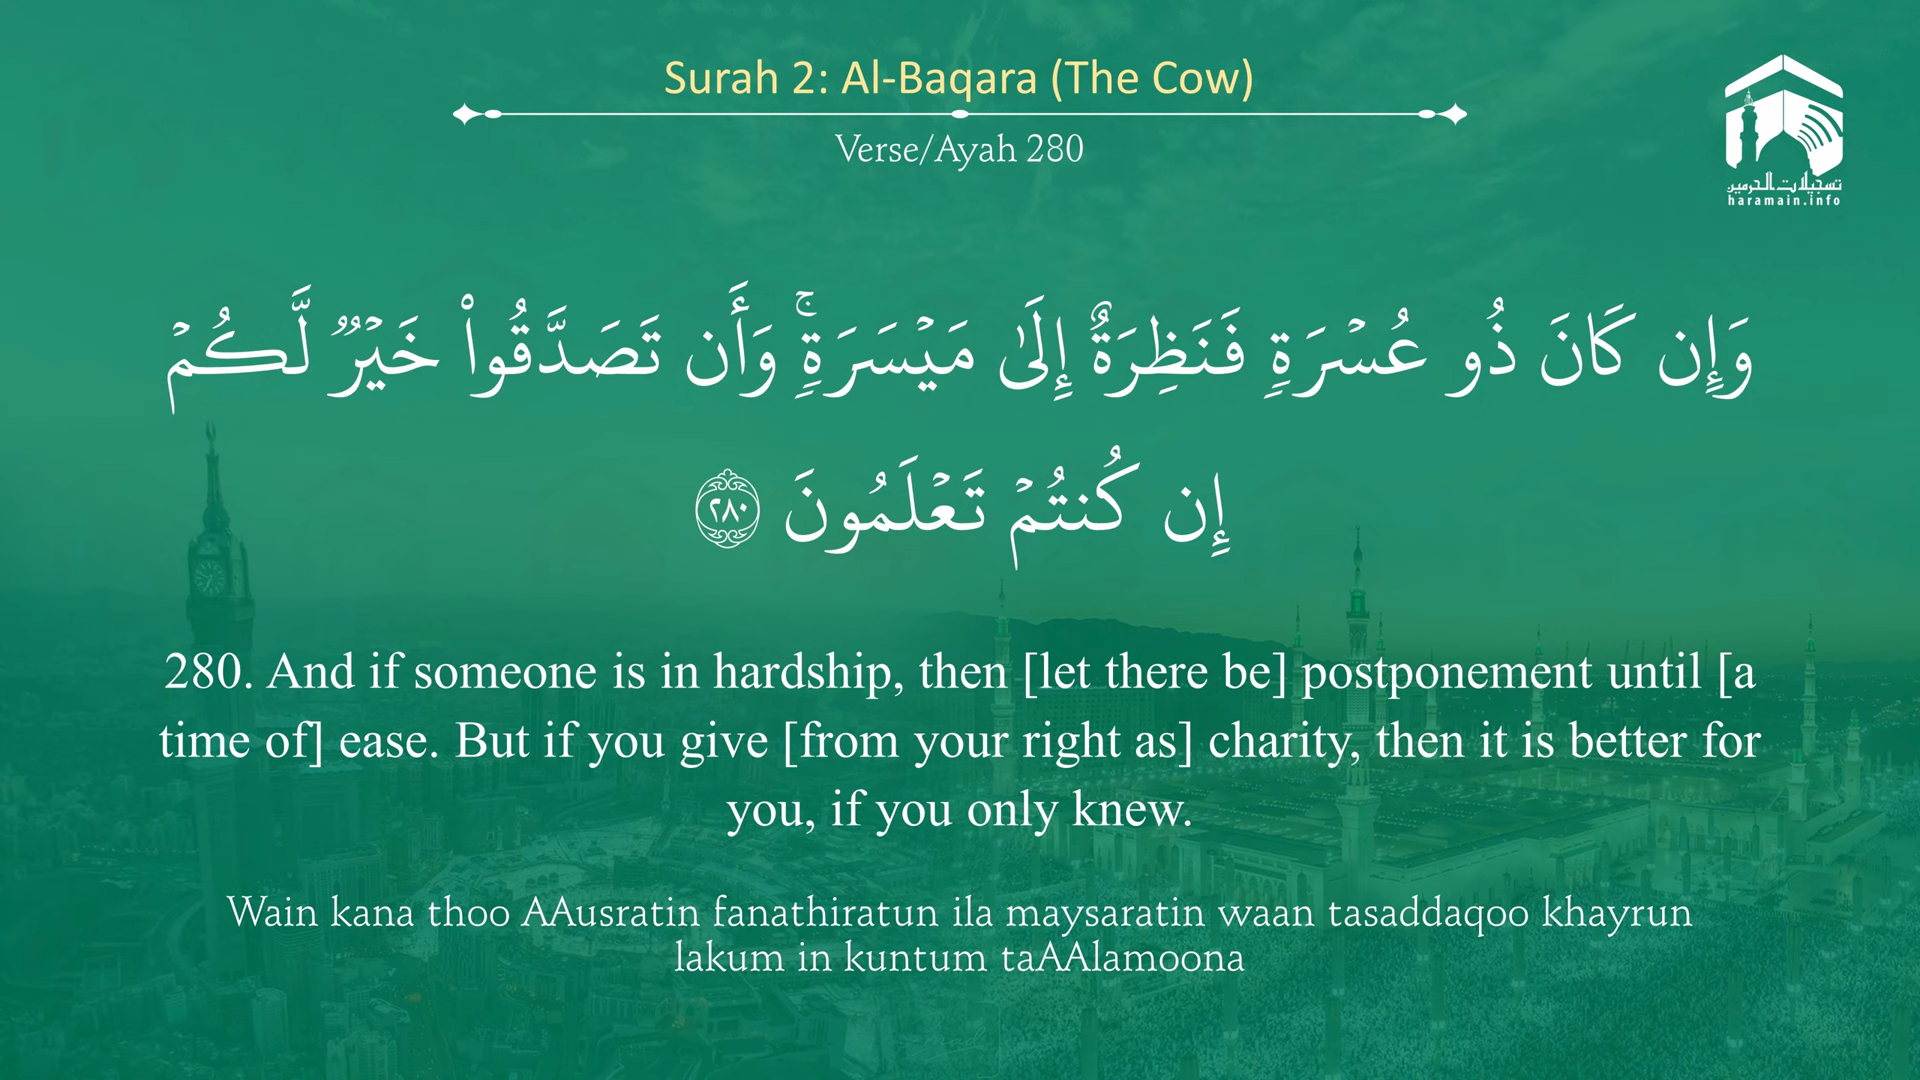 Surah 2: Al-Baqara (The Cow)
Verse/Ayah 280
تسجيلات الحرمين
haramain.info
وَإِن كَانَ ذُو عُسْرَةٍ فَنَظِرَةٌ إِلَىٰ مَيْسَرَةٍ ۚ وَأَن تَصَدَّقُوا۟ خَيْرٌ لَّكُمْ
إِن كُنتُمْ تَعْلَمُونَ ٢٨٠
280. And if someone is in hardship, then [let there be] postponement until [a
time of] ease. But if you give [from your right as] charity, then it is better for
you, if you only knew.
Wain kana thoo AAusratin fanathiratun ila maysaratin waan tasaddaqoo khayrun
lakum in kuntum taAAlamoona